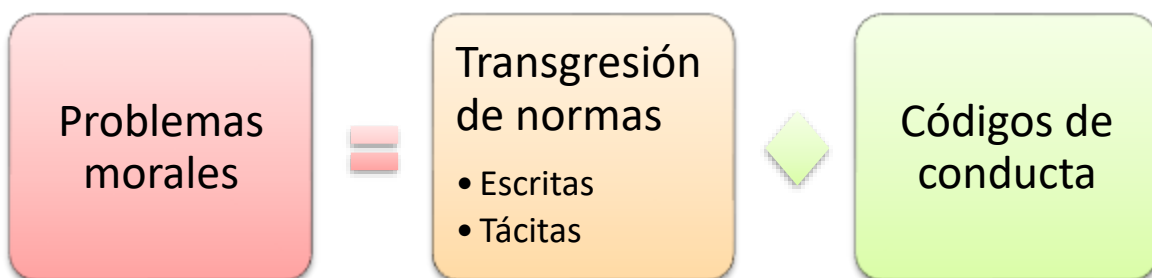 Problemas
morales
Transgresión
de normas
• Escritas
• Tácitas
Códigos de
conducta